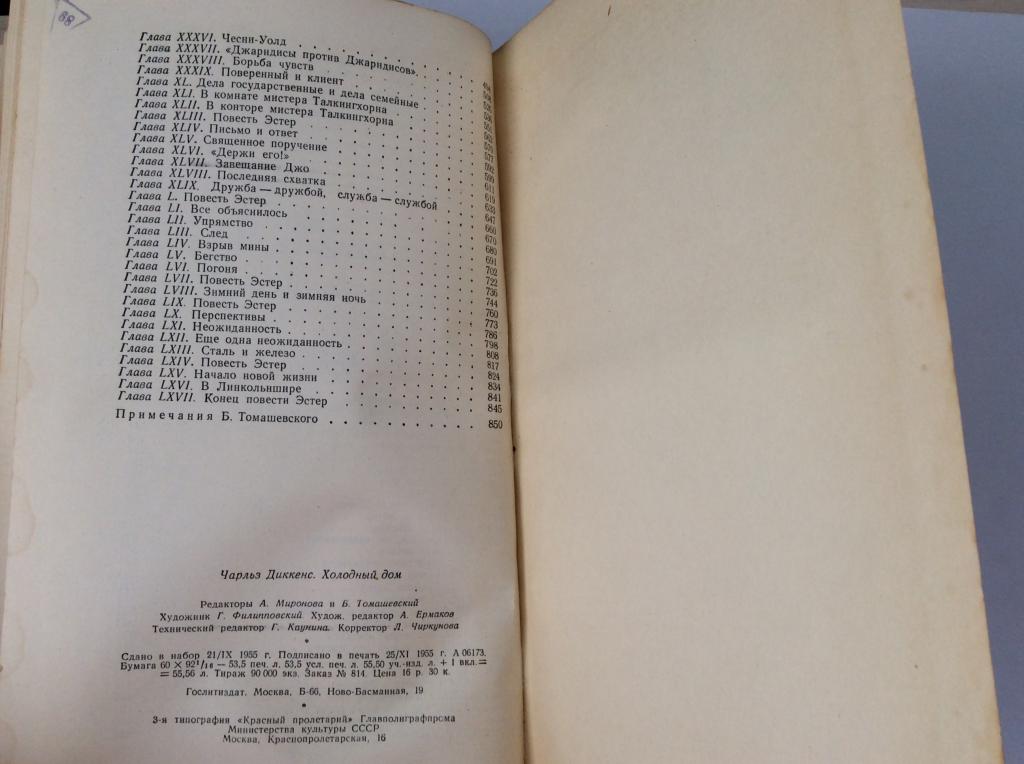 68
Глава XXXVI. Чесни-Уолд
Глава XXXVII. «Джарндисы против Джарндисов».
Глава XXXVIII. Борьба чувств
Глава XXXIX. Поверенный и клиент 536
Глава XL. Дела государственные и дела семейные 551
Глава XLI. В комнате мистера Талкингхорна 563
Глава XLII. В конторе мистера Талкингхорна 570
Глава XLIII. Повесть Эстер 577
Глава XLIV. Письмо и ответ 592
Глава XLV. Священное поручение 599
Глава XLVI. «Держи его!» 611
Глава XLVII. Завещание Джо 619
Глава XLVIII. Последняя схватка 633
Глава XLIX. Дружба — дружбой, служба — службой 647
Глава L. Повесть Эстер 660
Глава LI. Все объяснилось 670
Глава LII. Упрямство 680
Глава LIII. След 691
Глава LIV. Взрыв мины 702
Глава LV. Бегство 722
Глава LVI. Погоня 736
Глава LVII. Повесть Эстер 744
Глава LVIII. Зимний день и зимняя ночь 760
Глава LIX. Повесть Эстер 773
Глава LX. Перспективы 786
Глава LXI. Неожиданность 798
Глава LXII. Еще одна неожиданность 808
Глава LXIII. Сталь и железо 817
Глава LXIV. Повесть Эстер 824
Глава LXV. Начало новой жизни 834
Глава LXVI. В Линкольншире 841
Глава LXVII. Конец повести Эстер 845
Примечания Б. Томашевского 850
Чарльз Диккенс. Холодный дом
Редакторы А. Миронова и Б. Томашевский
Художник Г. Филипповский. Худож. редактор А. Ермаков
Технический редактор Г. Каунина. Корректор Л. Чиркунова
*
Сдано в набор 21/IX 1955 г. Подписано в печать 25/XI 1955 г. А 06173.
Бумага 60 × 92¹/₁₆ — 53,5 печ. л. 53,5 усл. печ. л. 55,50 уч.-изд. л. + 1 вкл. =
= 55,56 л. Тираж 90 000 экз. Заказ № 814. Цена 16 р. 30 к.
Гослитиздат. Москва, Б-66, Ново-Басманная, 19
*
3-я типография «Красный пролетарий» Главполиграфпрома
Министерства культуры СССР
Москва, Краснопролетарская, 16